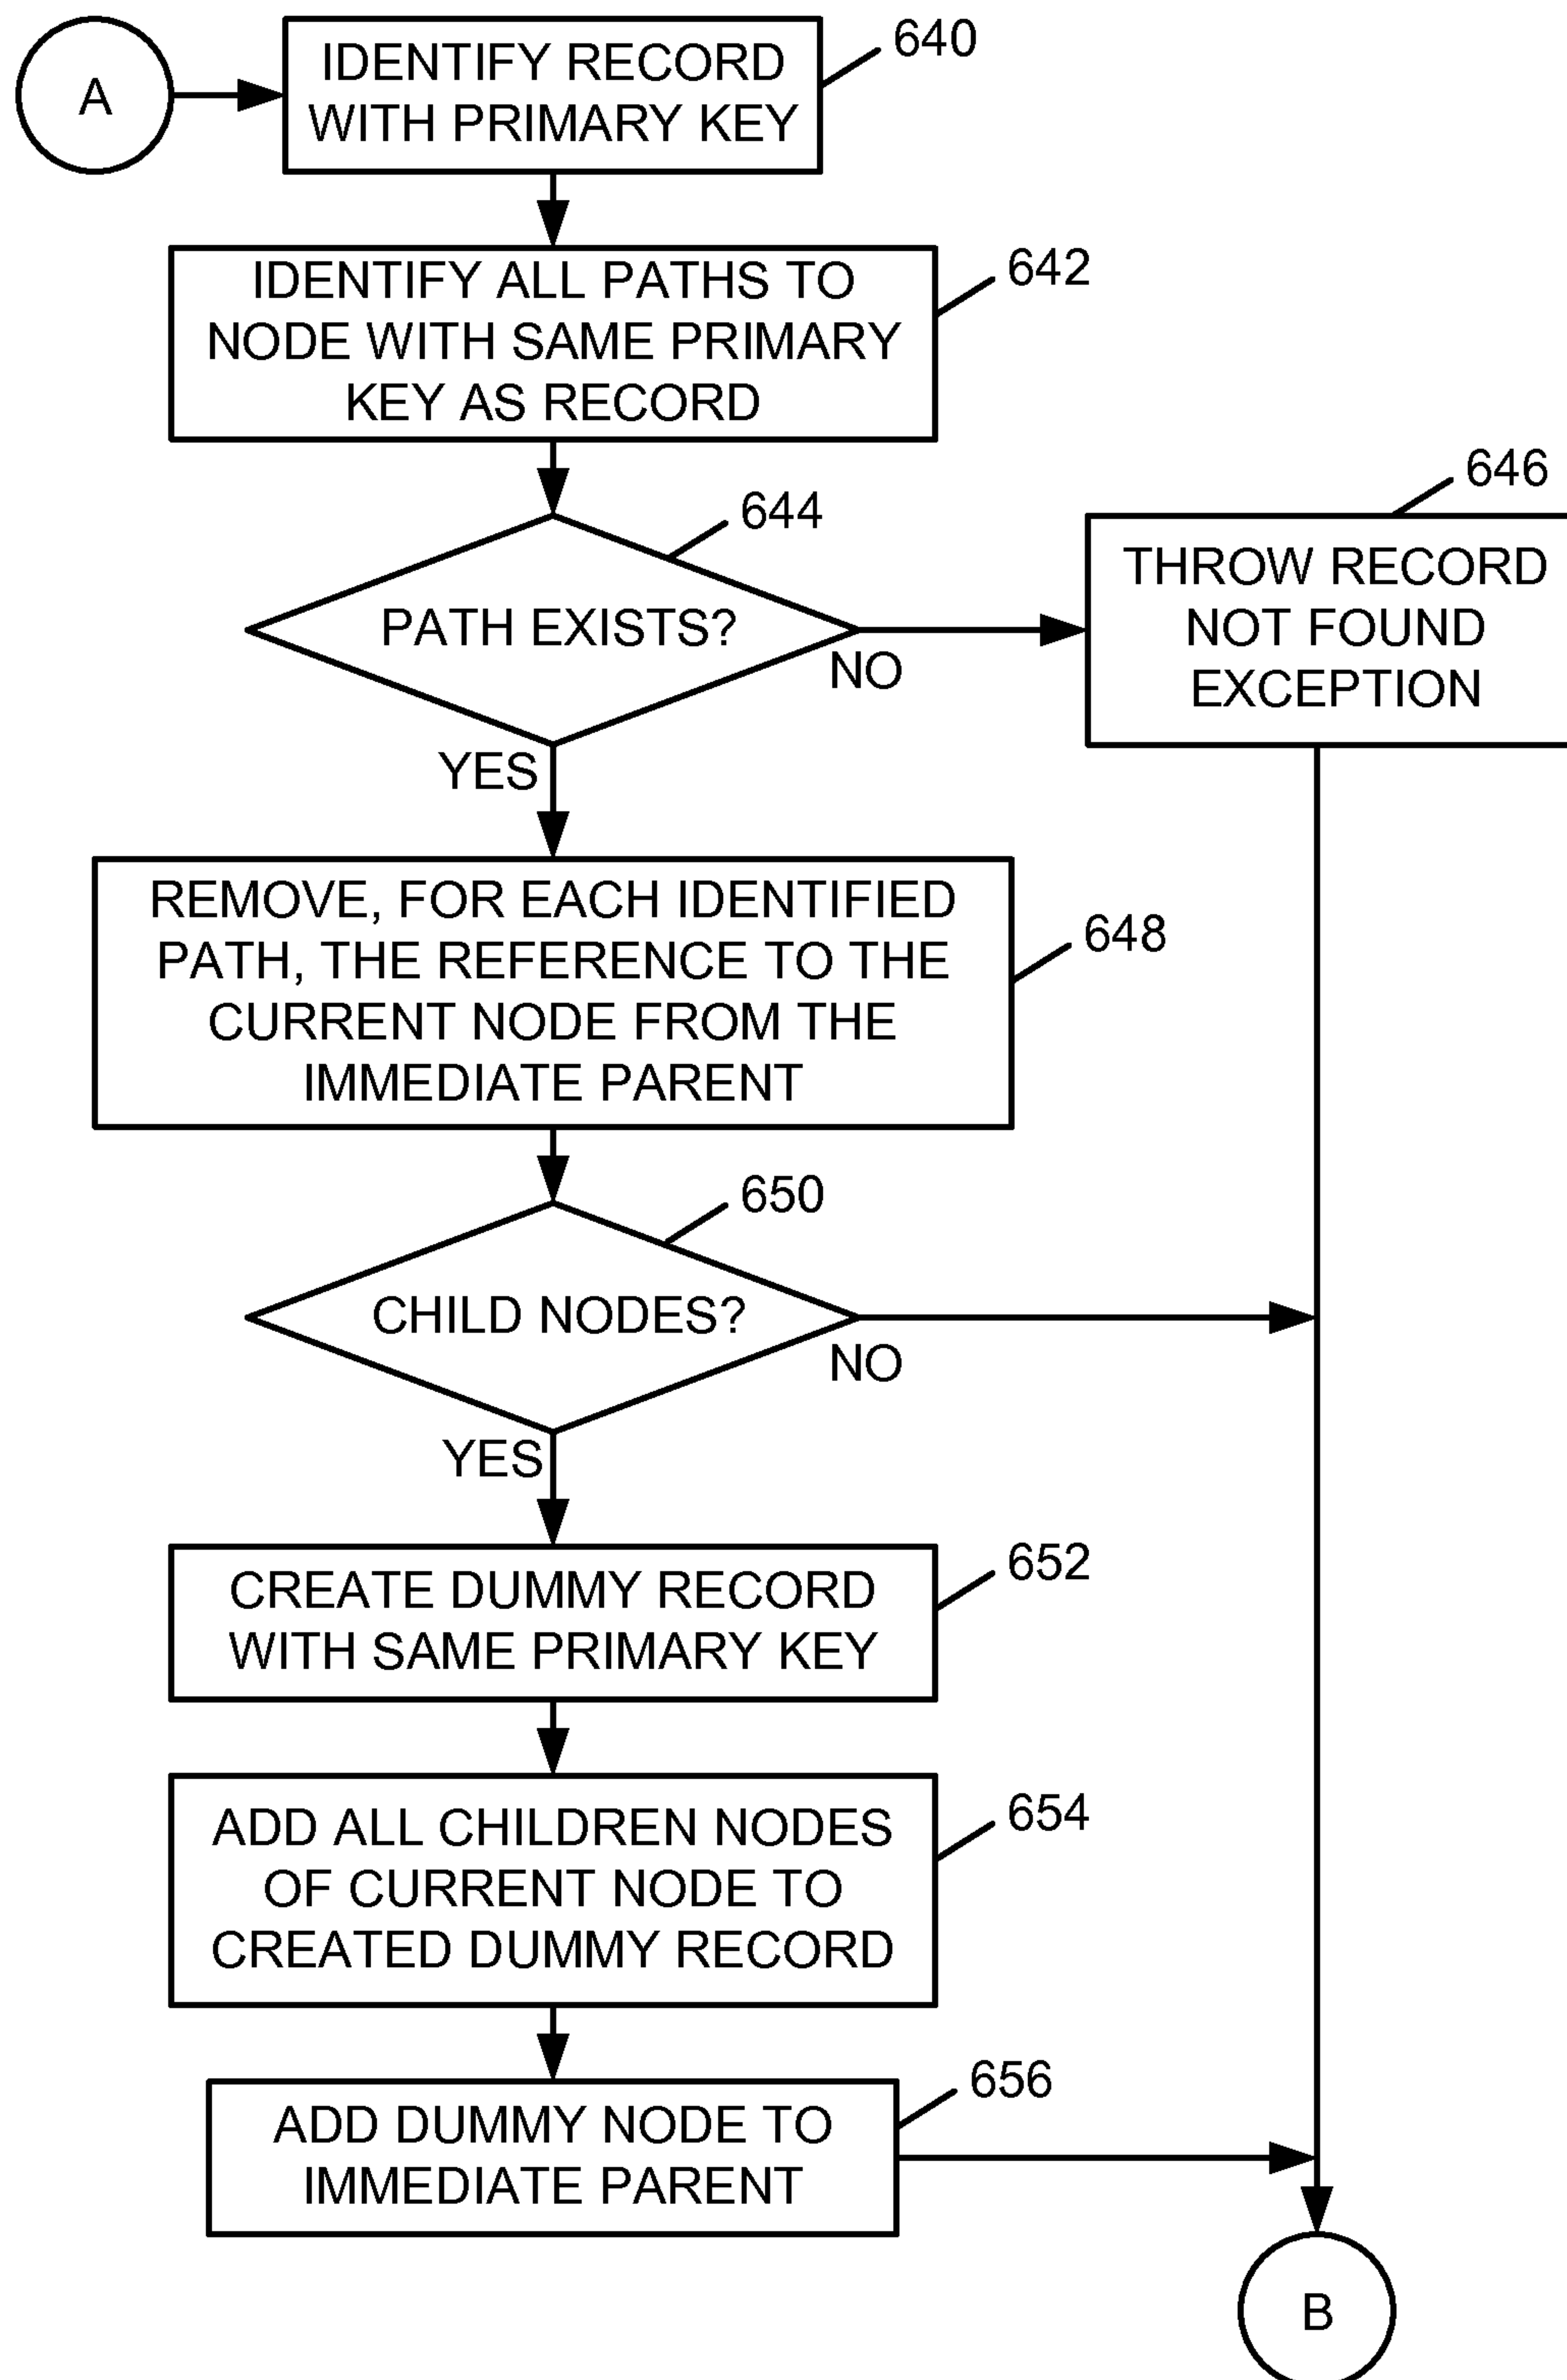 A
IDENTIFY RECORD
WITH PRIMARY KEY
640
IDENTIFY ALL PATHS TO
NODE WITH SAME PRIMARY
KEY AS RECORD
642
PATH EXISTS?
644
NO
YES
THROW RECORD
NOT FOUND
EXCEPTION
646
REMOVE, FOR EACH IDENTIFIED
PATH, THE REFERENCE TO THE
CURRENT NODE FROM THE
IMMEDIATE PARENT
648
CHILD NODES?
650
NO
YES
CREATE DUMMY RECORD
WITH SAME PRIMARY KEY
652
ADD ALL CHILDREN NODES
OF CURRENT NODE TO
CREATED DUMMY RECORD
654
ADD DUMMY NODE TO
IMMEDIATE PARENT
656
B